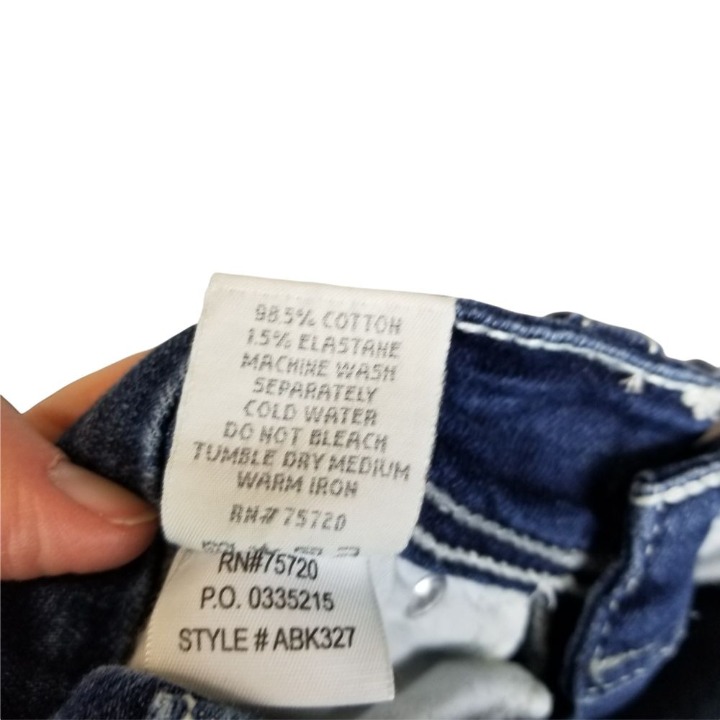 98.5% COTTON
1.5% ELASTANE
MACHINE WASH
SEPARATELY
COLD WATER
DO NOT BLEACH
TUMBLE DRY MEDIUM
WARM IRON
RN# 75720
RN#75720
P.O. 0335215
STYLE # ABK327